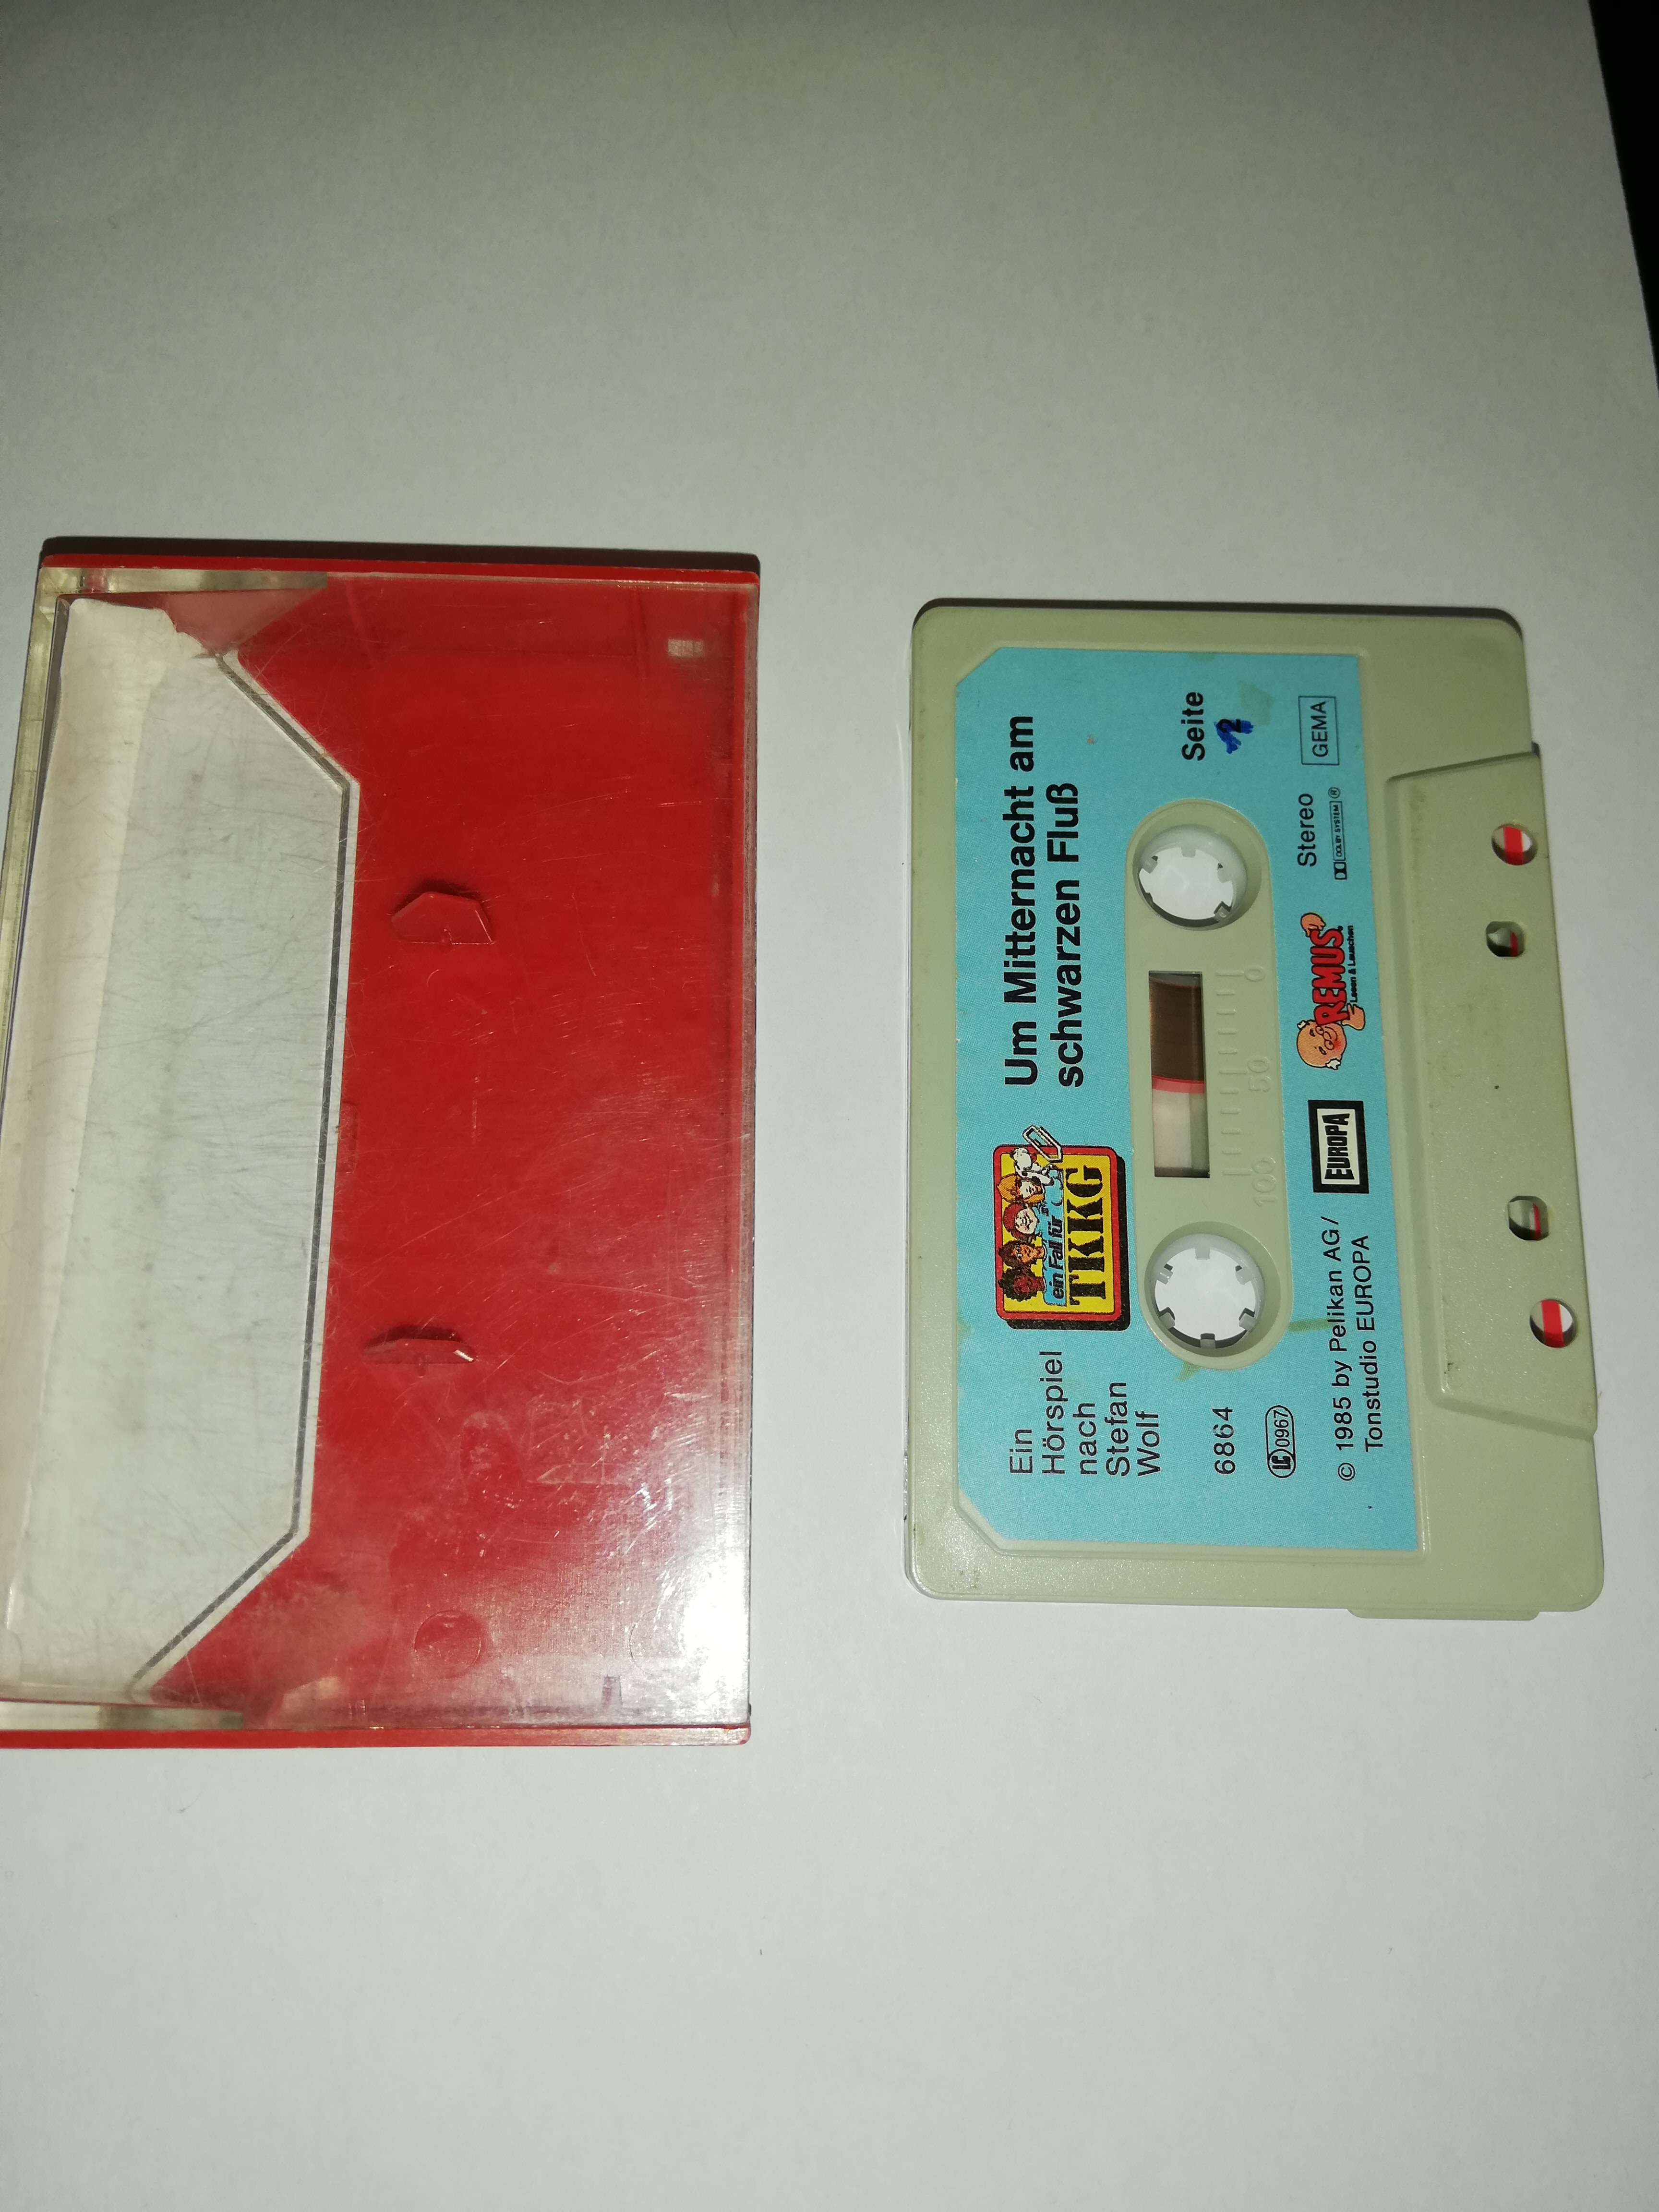 Ein
Hörspiel
nach
Stefan
Wolf
ein Fall für
TKKG
Um Mitternacht am
schwarzen Fluß
Seite
2
6864
LC 0967
100 50 0
© 1985 by Pelikan AG/
Tonstudio EUROPA
EUROPA
REMUS
Lesen & Lauschen
Stereo
DOLBY SYSTEM ®
GEMA